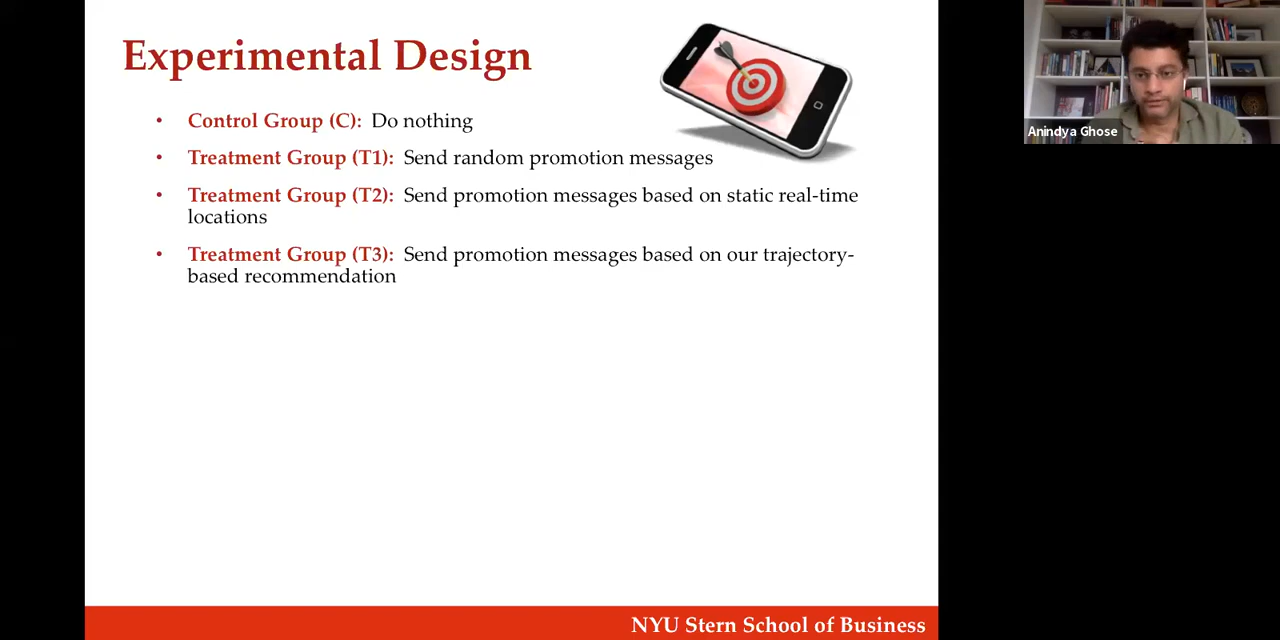 Experimental Design
• Control Group (C): Do nothing
• Treatment Group (T1): Send random promotion messages
• Treatment Group (T2): Send promotion messages based on static real-time
locations
• Treatment Group (T3): Send promotion messages based on our trajectory-
based recommendation
Anindya Ghose
NYU Stern School of Business